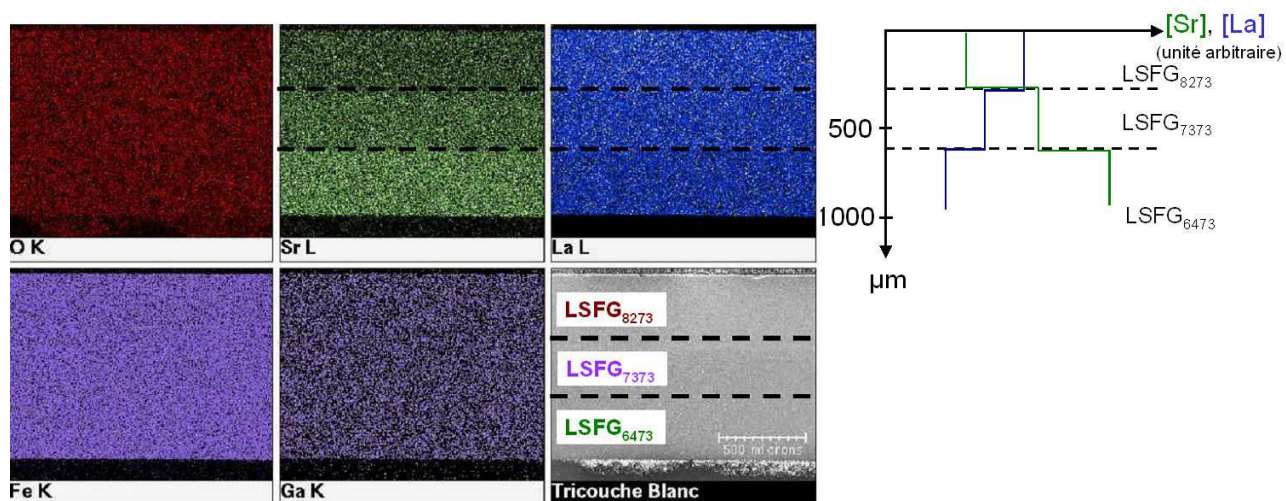 O K
Sr L
La L
[Sr], [La]
(unité arbitraire)
LSFG8273
500
LSFG7373
1000
LSFG6473
µm
Fe K
Ga K
LSFG8273
LSFG7373
LSFG6473
500 microns
Tricouche Blanc